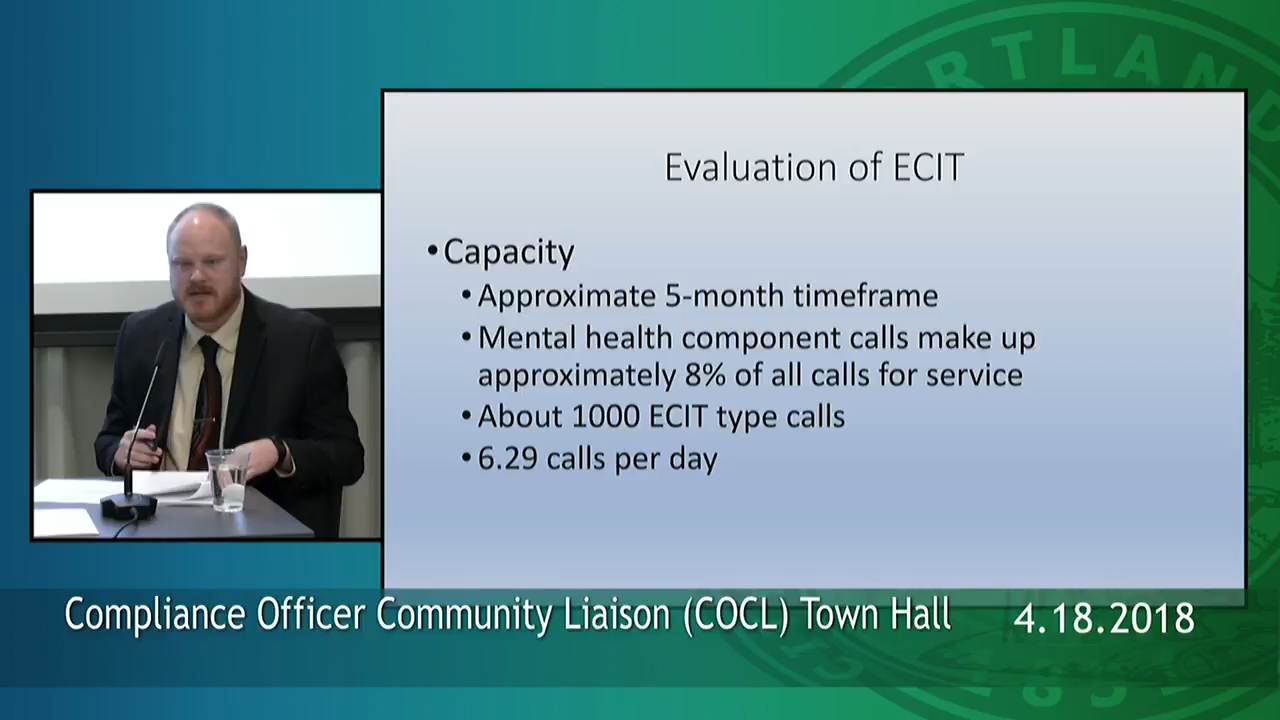 RTLAND
Evaluation of ECIT
•Capacity
•Approximate 5-month timeframe
•Mental health component calls make up
approximately 8% of all calls for service
•About 1000 ECIT type calls
•6.29 calls per day
Compliance Officer Community Liaison (COCL) Town Hall
4.18.2018